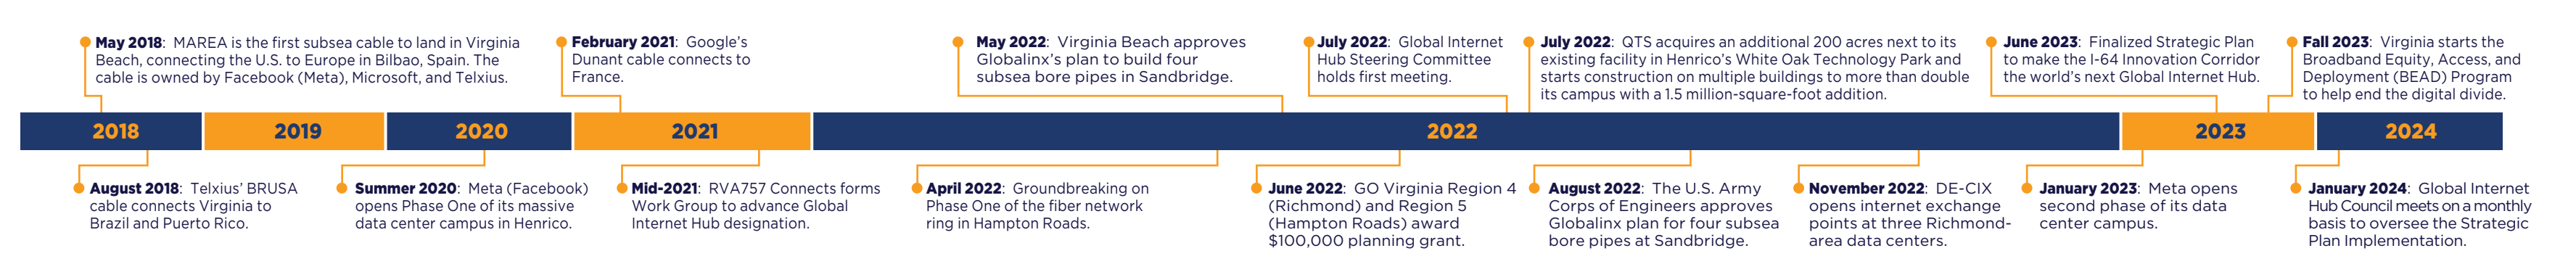 May 2018:  MAREA is the first subsea cable to land in Virginia
Beach, connecting the U.S. to Europe in Bilbao, Spain. The
cable is owned by Facebook (Meta), Microsoft, and Telxius.
February 2021:  Google's
Dunant cable connects to
France.
May 2022:  Virginia Beach approves
Globalinx's plan to build four
subsea bore pipes in Sandbridge.
July 2022:  Global Internet
Hub Steering Committee
holds first meeting.
July 2022:  QTS acquires an additional 200 acres next to its
existing facility in Henrico's White Oak Technology Park and
starts construction on multiple buildings to more than double
its campus with a 1.5 million-square-foot addition.
June 2023:  Finalized Strategic Plan
to make the I-64 Innovation Corridor
the world's next Global Internet Hub.
Fall 2023:  Virginia starts the
Broadband Equity, Access, and
Deployment (BEAD) Program
to help end the digital divide.
2018
2019
2020
2021
2022
2023
2024
August 2018:  Telxius' BRUSA
cable connects Virginia to
Brazil and Puerto Rico.
Summer 2020:  Meta (Facebook)
opens Phase One of its massive
data center campus in Henrico.
Mid-2021:  RVA757 Connects forms
Work Group to advance Global
Internet Hub designation.
April 2022:  Groundbreaking on
Phase One of the fiber network
ring in Hampton Roads.
June 2022:  GO Virginia Region 4
(Richmond) and Region 5
(Hampton Roads) award
$100,000 planning grant.
August 2022:  The U.S. Army
Corps of Engineers approves
Globalinx plan for four subsea
bore pipes at Sandbridge.
November 2022:  DE-CIX
opens internet exchange
points at three Richmond-
area data centers.
January 2023:  Meta opens
second phase of its data
center campus.
January 2024:  Global Internet
Hub Council meets on a monthly
basis to oversee the Strategic
Plan Implementation.